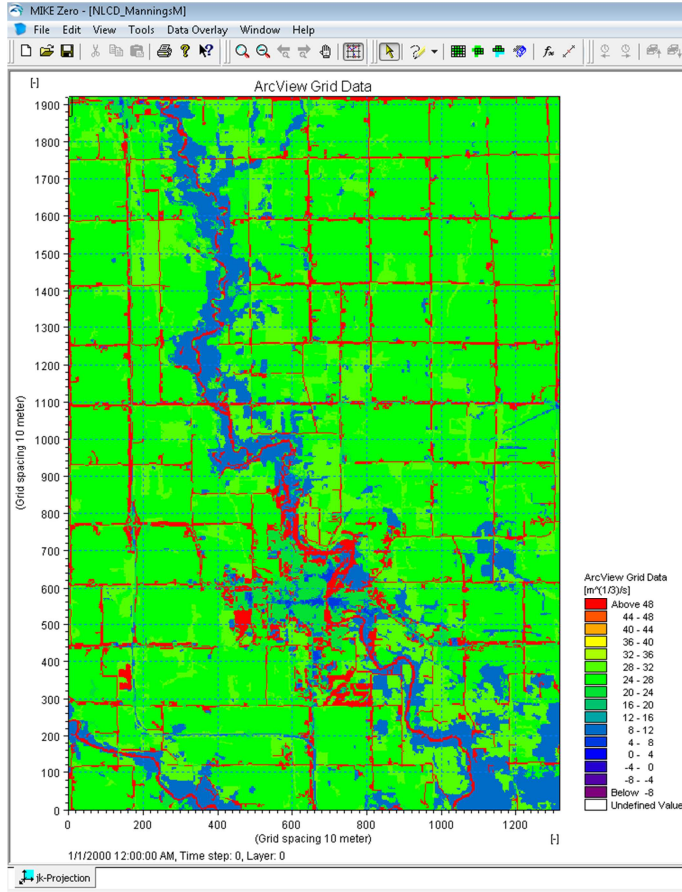 MIKE Zero - [NLCD_ManningsM]
File Edit View Tools Data Overlay Window Help
[-]
ArcView Grid Data
1900
1800
1700
1600
1500
1400
1300
1200
1100
1000
900
800
700
600
500
400
300
200
100
0
(Grid spacing 10 meter)
0 200 400 600 800 1000 1200
(Grid spacing 10 meter) [-]
1/1/2000 12:00:00 AM, Time step: 0, Layer: 0
ArcView Grid Data
[m^(1/3)/s]
Above 48
44 - 48
40 - 44
36 - 40
32 - 36
28 - 32
24 - 28
20 - 24
16 - 20
12 - 16
8 - 12
4 - 8
0 - 4
-4 - 0
-8 - -4
Below -8
Undefined Value
jk-Projection